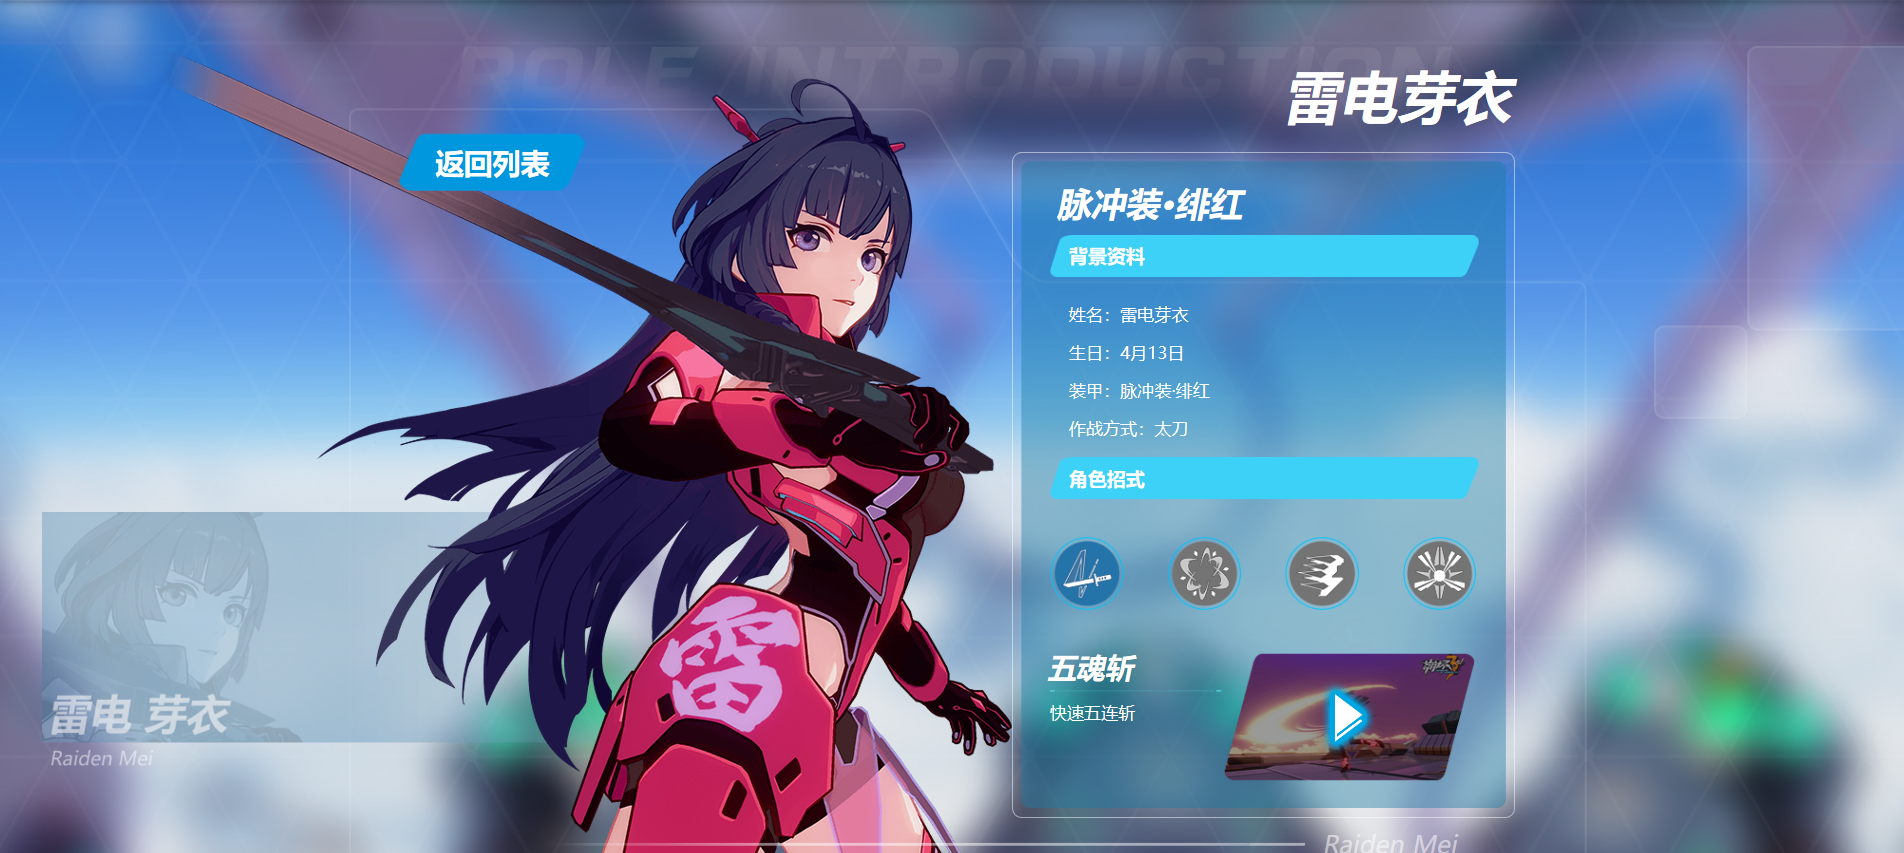 ROLE INTRODUCTION
雷电芽衣
返回列表
脉冲装·绯红
背景资料
姓名：雷电芽衣
生日：4月13日
装甲：脉冲装·绯红
作战方式：太刀
角色招式
雷
五魂斩
快速五连斩
崩坏3
雷电 芽衣
Raiden Mei
Raiden Mei